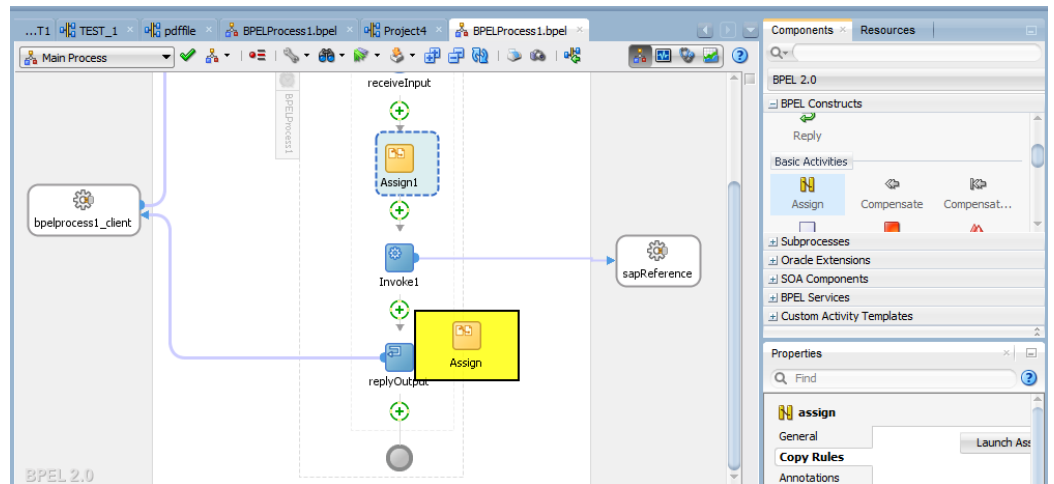 ...T1
TEST_1
pdffile
BPELProcess1.bpel
Project4
BPELProcess1.bpel
Main Process
receiveInput
BPELProcess1
Assign1
bpelprocess1_client
Invoke1
sapReference
Assign
replyOutput
BPEL 2.0
Components
Resources
BPEL 2.0
BPEL Constructs
Reply
Basic Activities
Assign
Compensate
Compensat...
Subprocesses
Oracle Extensions
SOA Components
BPEL Services
Custom Activity Templates
Properties
Find
assign
General
Launch Ass
Copy Rules
Annotations